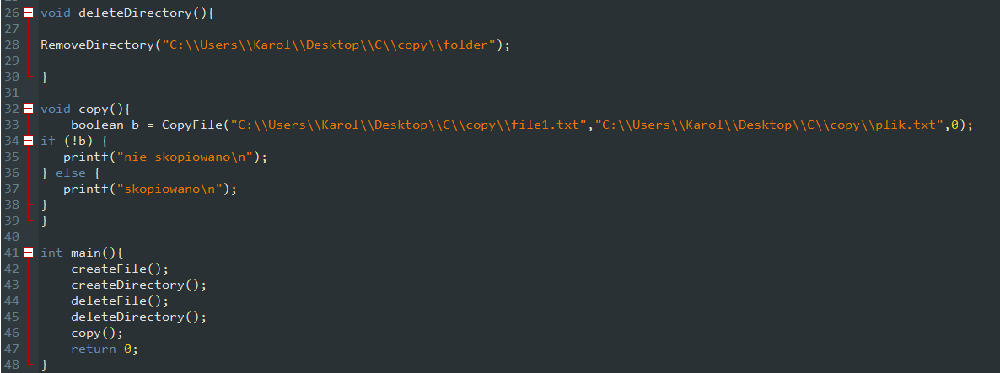 26 void deleteDirectory(){
27
28 RemoveDirectory("C:\\Users\\Karol\\Desktop\\C\\copy\\folder");
29
30 }
31
32 void copy(){
33     boolean b = CopyFile("C:\\Users\\Karol\\Desktop\\C\\copy\\file1.txt","C:\\Users\\Karol\\Desktop\\C\\copy\\plik.txt",0);
34 if (!b) {
35    printf("nie skopiowano\n");
36 } else {
37    printf("skopiowano\n");
38 }
39 }
40
41 int main(){
42     createFile();
43     createDirectory();
44     deleteFile();
45     deleteDirectory();
46     copy();
47     return 0;
48 }